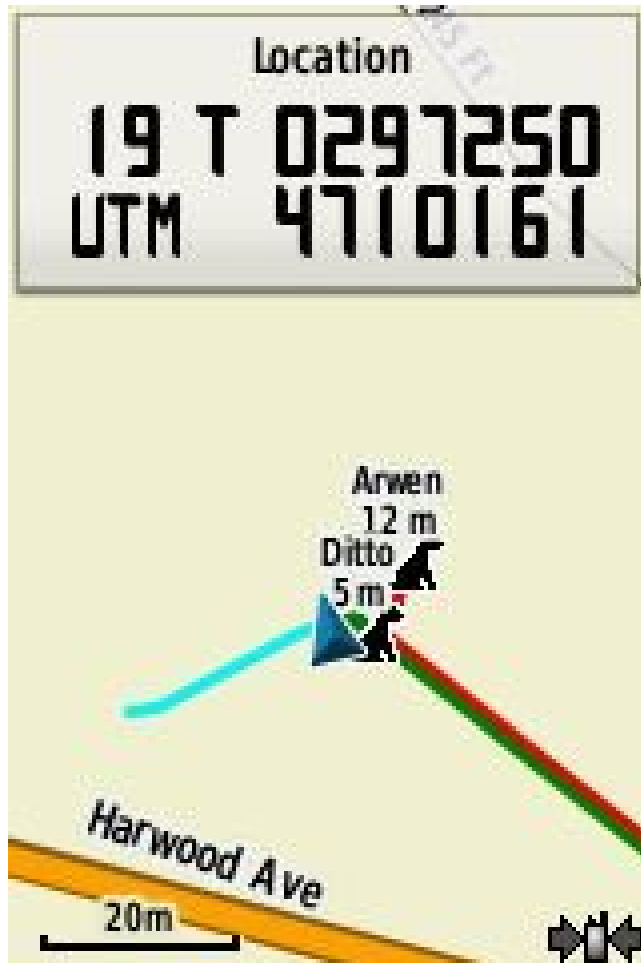 Location
19 T 0297250
UTM 4710161
Arwen
12 m
Ditto
5 m
Harwood Ave
20m